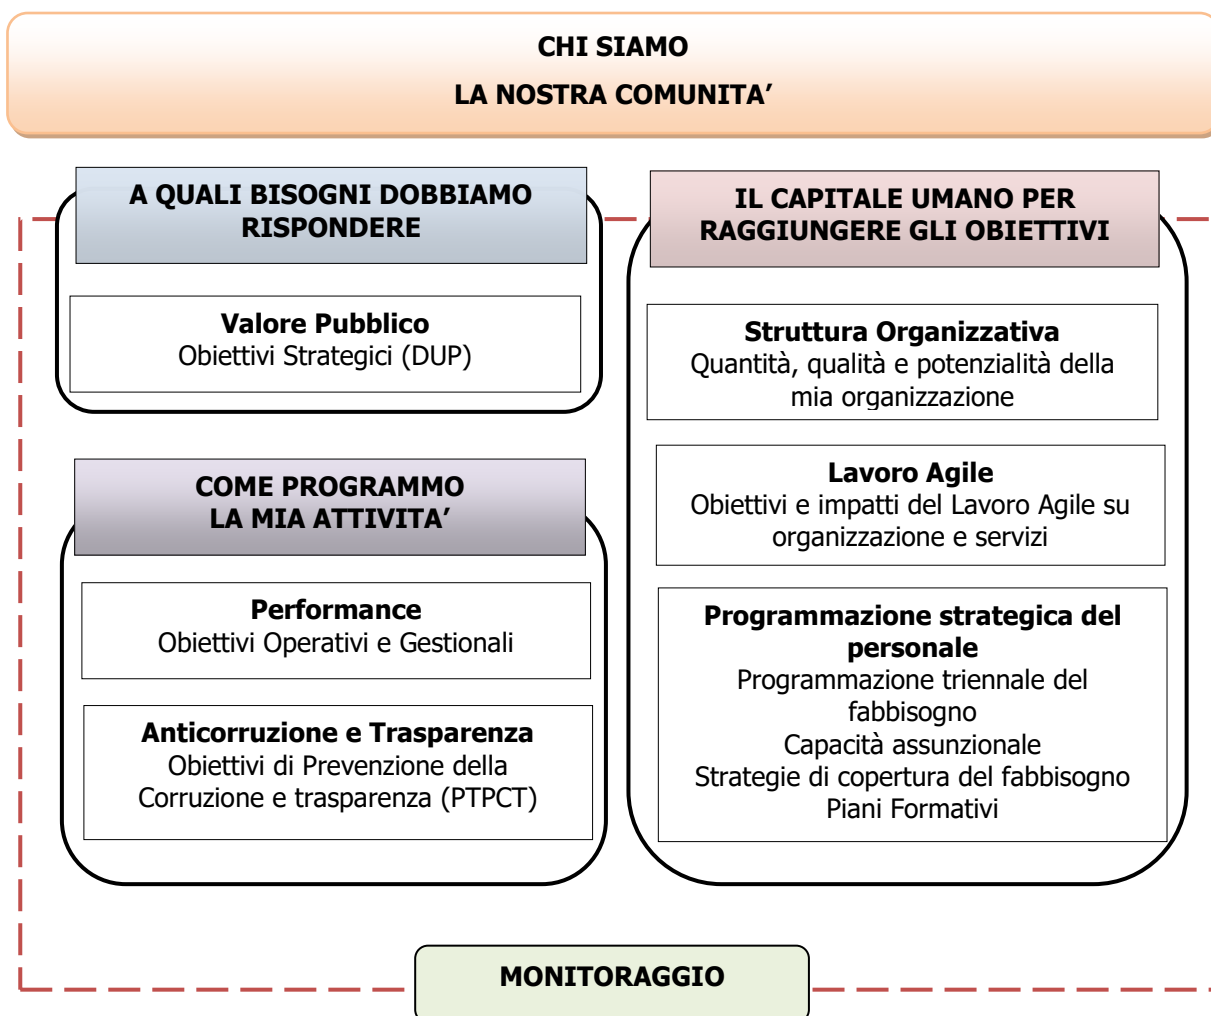 CHI SIAMO
LA NOSTRA COMUNITA’
A QUALI BISOGNI DOBBIAMO
RISPONDERE
Valore Pubblico
Obiettivi Strategici (DUP)
COME PROGRAMMO
LA MIA ATTIVITA’
Performance
Obiettivi Operativi e Gestionali
Anticorruzione e Trasparenza
Obiettivi di Prevenzione della
Corruzione e trasparenza (PTPCT)
IL CAPITALE UMANO PER
RAGGIUNGERE GLI OBIETTIVI
Struttura Organizzativa
Quantità, qualità e potenzialità della
mia organizzazione
Lavoro Agile
Obiettivi e impatti del Lavoro Agile su
organizzazione e servizi
Programmazione strategica del
personale
Programmazione triennale del
fabbisogno
Capacità assunzionale
Strategie di copertura del fabbisogno
Piani Formativi
MONITORAGGIO